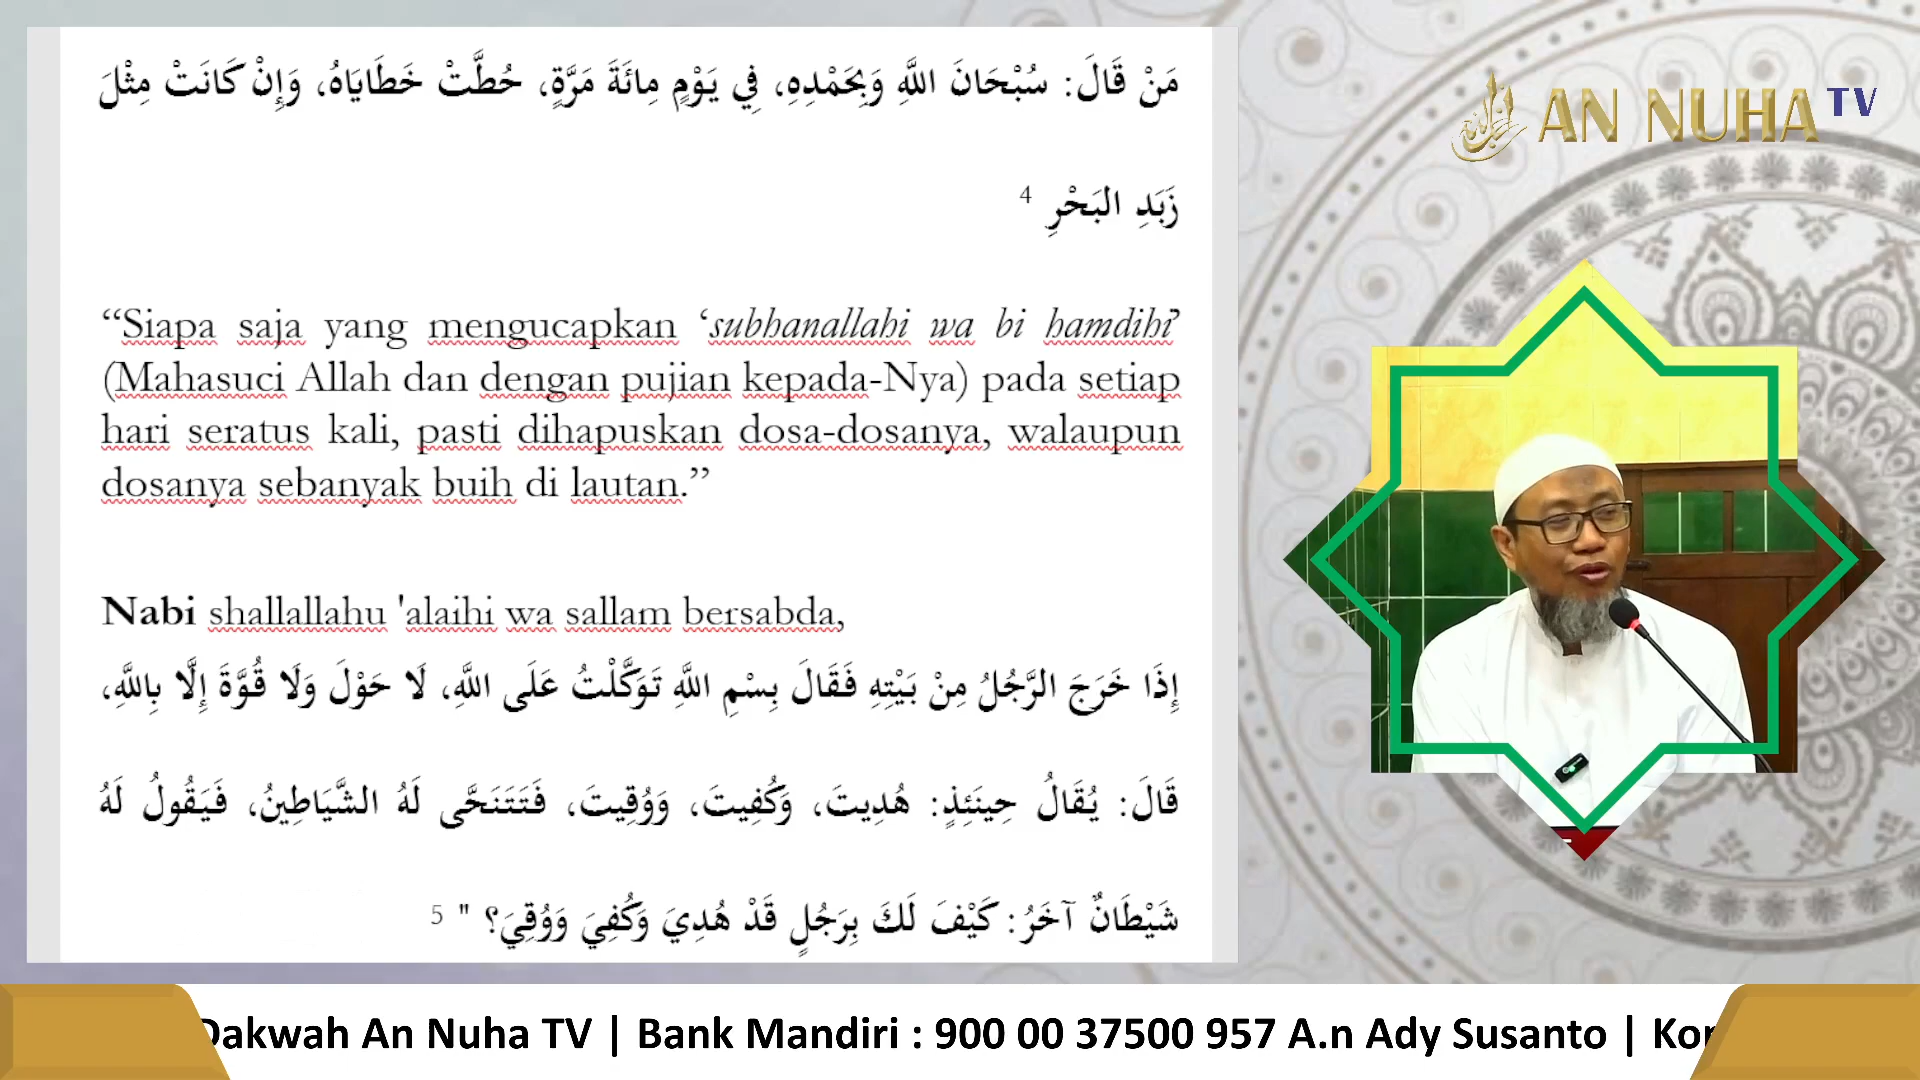 مَنْ قَالَ: سُبْحَانَ اللَّهِ وَبِحَمْدِهِ، فِي يَوْمٍ مِائَةَ مَرَّةٍ، حُطَّتْ خَطَايَاهُ، وَإِنْ كَانَتْ مِثْلَ
زَبَدِ البَحْرِ 4
“Siapa saja yang mengucapkan ‘subhanallahi wa bi hamdihi’
(Mahasuci Allah dan dengan pujian kepada-Nya) pada setiap
hari seratus kali, pasti dihapuskan dosa-dosanya, walaupun
dosanya sebanyak buih di lautan.”
Nabi shallallahu 'alaihi wa sallam bersabda,
إِذَا خَرَجَ الرَّجُلُ مِنْ بَيْتِهِ فَقَالَ بِسْمِ اللَّهِ تَوَكَّلْتُ عَلَى اللَّهِ، لَا حَوْلَ وَلَا قُوَّةَ إِلَّا بِاللَّهِ،
قَالَ: يُقَالُ حِينَئِذٍ: هُدِيتَ، وَكُفِيتَ، وَوُقِيتَ، فَتَتَنَحَّى لَهُ الشَّيَاطِينُ، فَيَقُولُ لَهُ
شَيْطَانٌ آخَرُ: كَيْفَ لَكَ بِرَجُلٍ قَدْ هُدِيَ وَكُفِيَ وَوُقِيَ؟ " 5
AN NUHA TV
Dakwah An Nuha TV | Bank Mandiri : 900 00 37500 957 A.n Ady Susanto | Kon